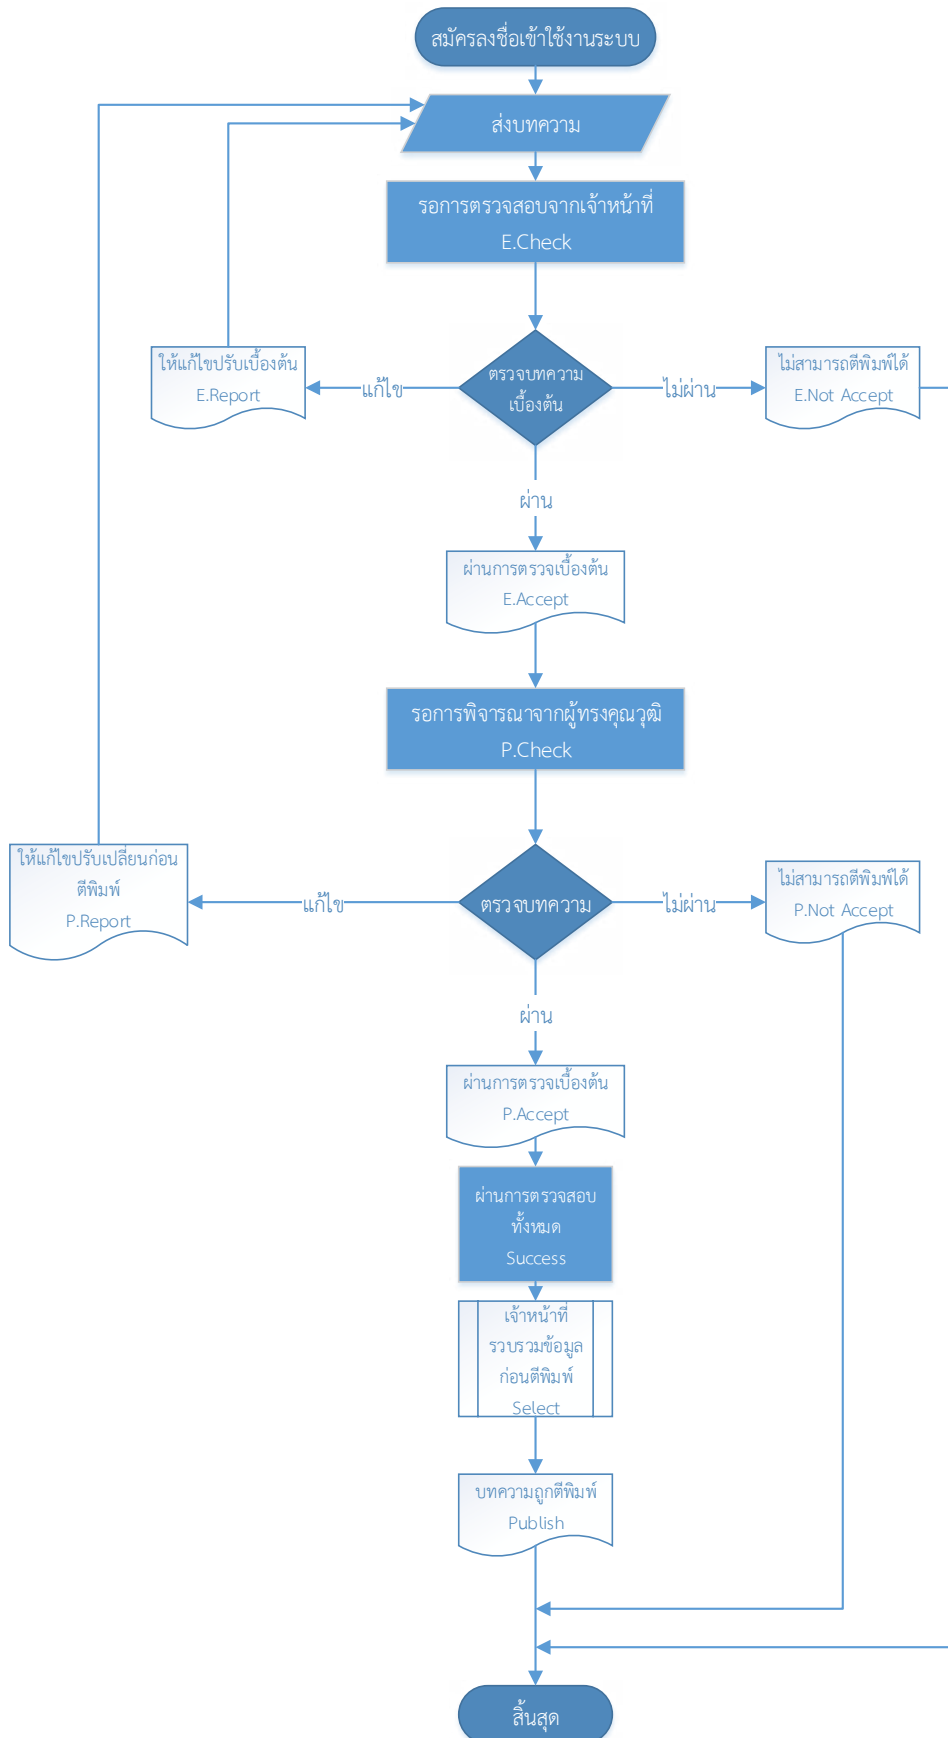 สมัครลงชื่อเข้าใช้งานระบบ
ส่งบทความ
รอการตรวจสอบจากเจ้าหน้าที่
E.Check
ให้แก้ไขปรับเบื้องต้น
E.Report
แก้ไข
ตรวจบทความ
เบื้องต้น
ไม่ผ่าน
ไม่สามารถตีพิมพ์ได้
E.Not Accept
ผ่าน
ผ่านการตรวจเบื้องต้น
E.Accept
รอการพิจารณาจากผู้ทรงคุณวุฒิ
P.Check
ให้แก้ไขปรับเปลี่ยนก่อน
ตีพิมพ์
P.Report
แก้ไข
ตรวจบทความ
ไม่ผ่าน
ไม่สามารถตีพิมพ์ได้
P.Not Accept
ผ่าน
ผ่านการตรวจเบื้องต้น
P.Accept
ผ่านการตรวจสอบ
ทั้งหมด
Success
เจ้าหน้าที่
รวบรวมข้อมูล
ก่อนตีพิมพ์
Select
บทความถูกตีพิมพ์
Publish
สิ้นสุด